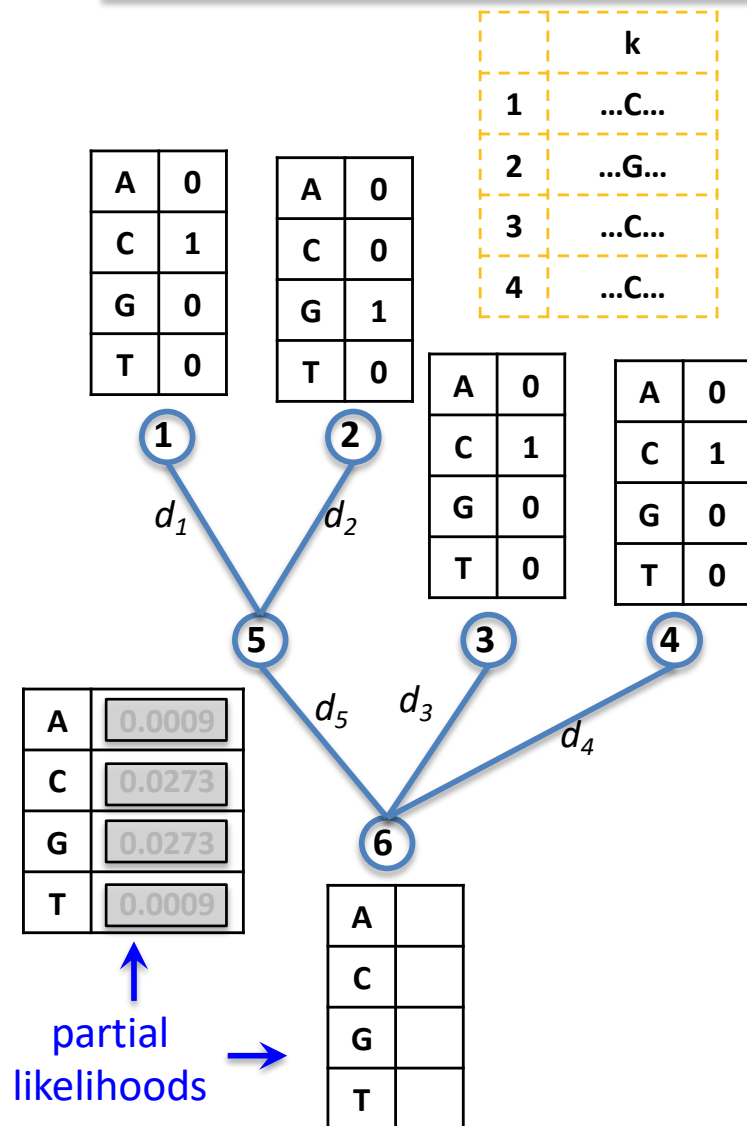 k
1 ...C...
2 ...G...
3 ...C...
4 ...C...
A 0
C 1
G 0
T 0
A 0
C 0
G 1
T 0
A 0
C 1
G 0
T 0
A 0
C 1
G 0
T 0
1
2
d1
d2
5
3
4
d5
d3
d4
6
A 0.0009
C 0.0273
G 0.0273
T 0.0009
A
C
G
T
partial
likelihoods